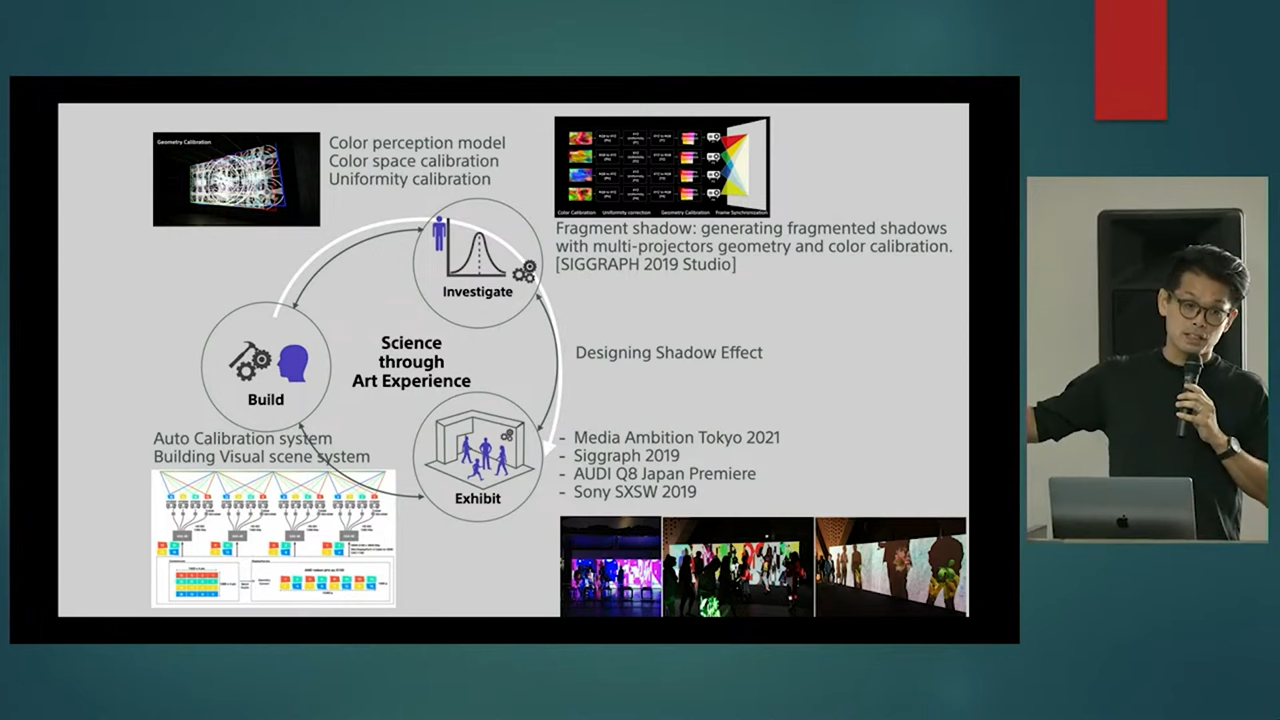 Geometry Calibration
Color perception model
Color space calibration
Uniformity calibration
Color Calibration Uniformity correction Geometry Calibration Frame Synchronization
Fragment shadow: generating fragmented shadows
with multi-projectors geometry and color calibration.
[SIGGRAPH 2019 Studio]
Investigate
Science
through
Art Experience
Designing Shadow Effect
Build
Auto Calibration system
Building Visual scene system
Exhibit
- Media Ambition Tokyo 2021
- Siggraph 2019
- AUDI Q8 Japan Premiere
- Sony SXSW 2019